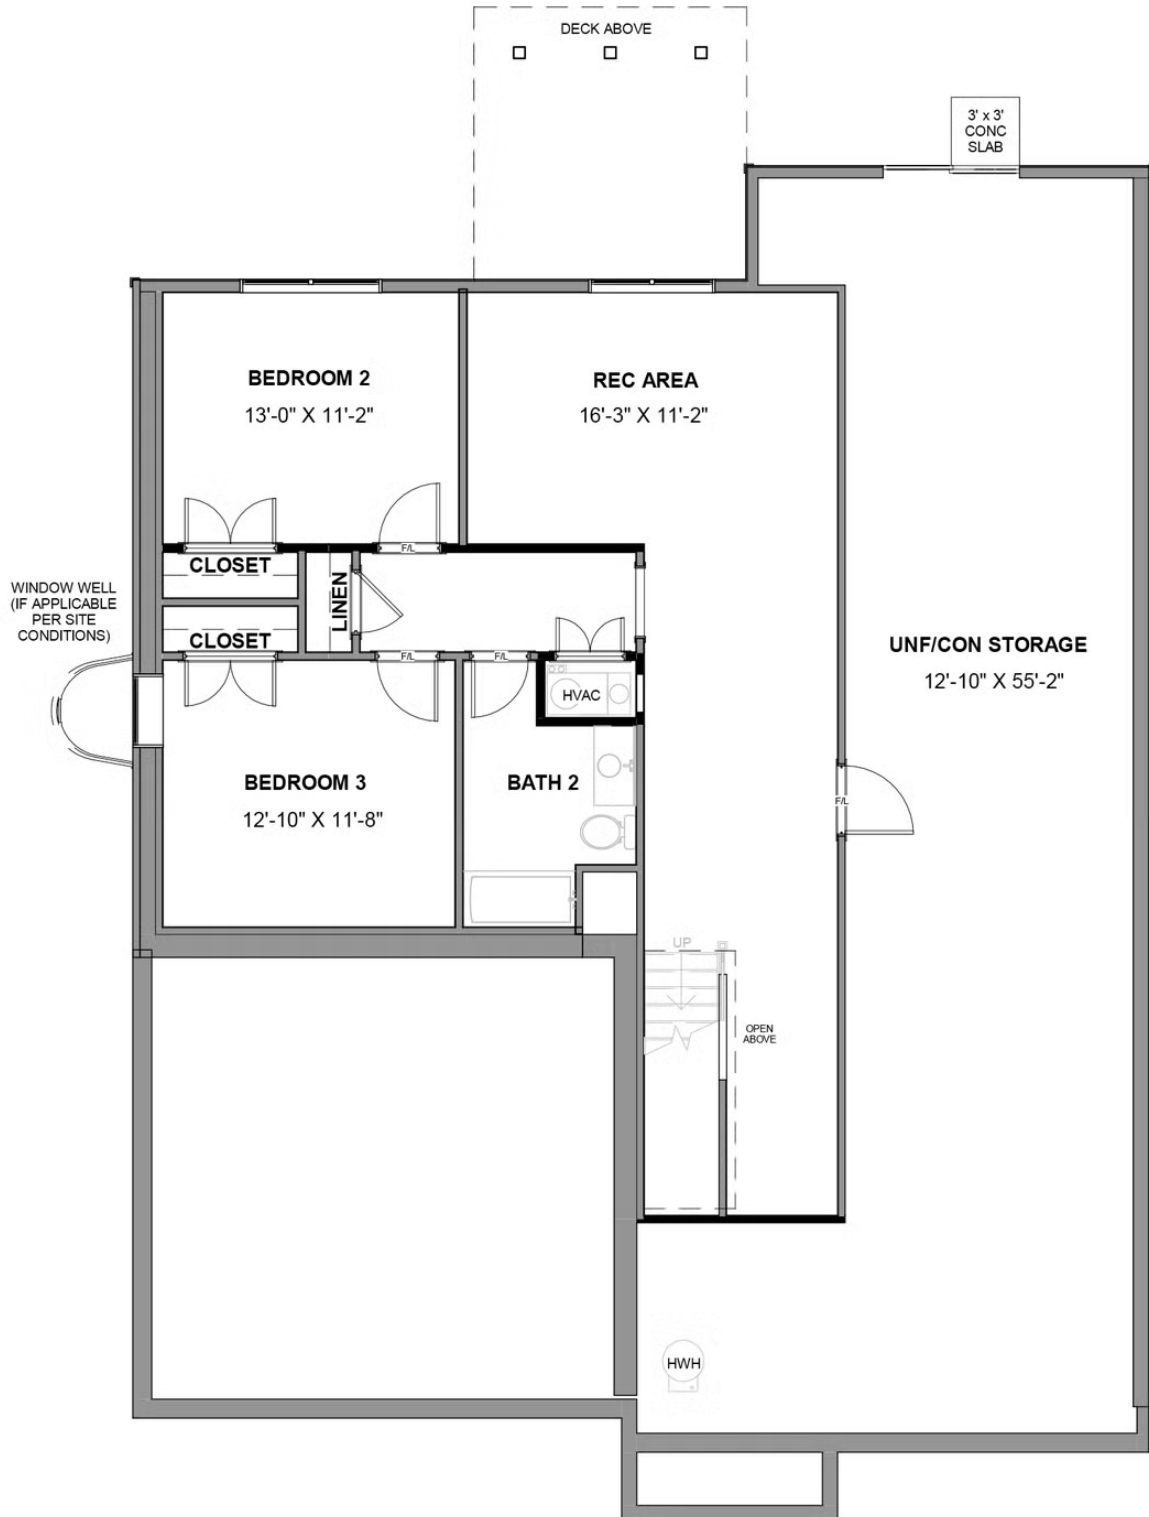 DECK ABOVE
3' x 3'
CONC
SLAB
BEDROOM 2
13'-0" X 11'-2"
REC AREA
16'-3" X 11'-2"
F/L
CLOSET
LINEN
WINDOW WELL
(IF APPLICABLE
PER SITE
CONDITIONS)
CLOSET
F/L
F/L
UNF/CON STORAGE
12'-10" X 55'-2"
HVAC
BEDROOM 3
12'-10" X 11'-8"
BATH 2
F/L
UP
OPEN
ABOVE
HWH